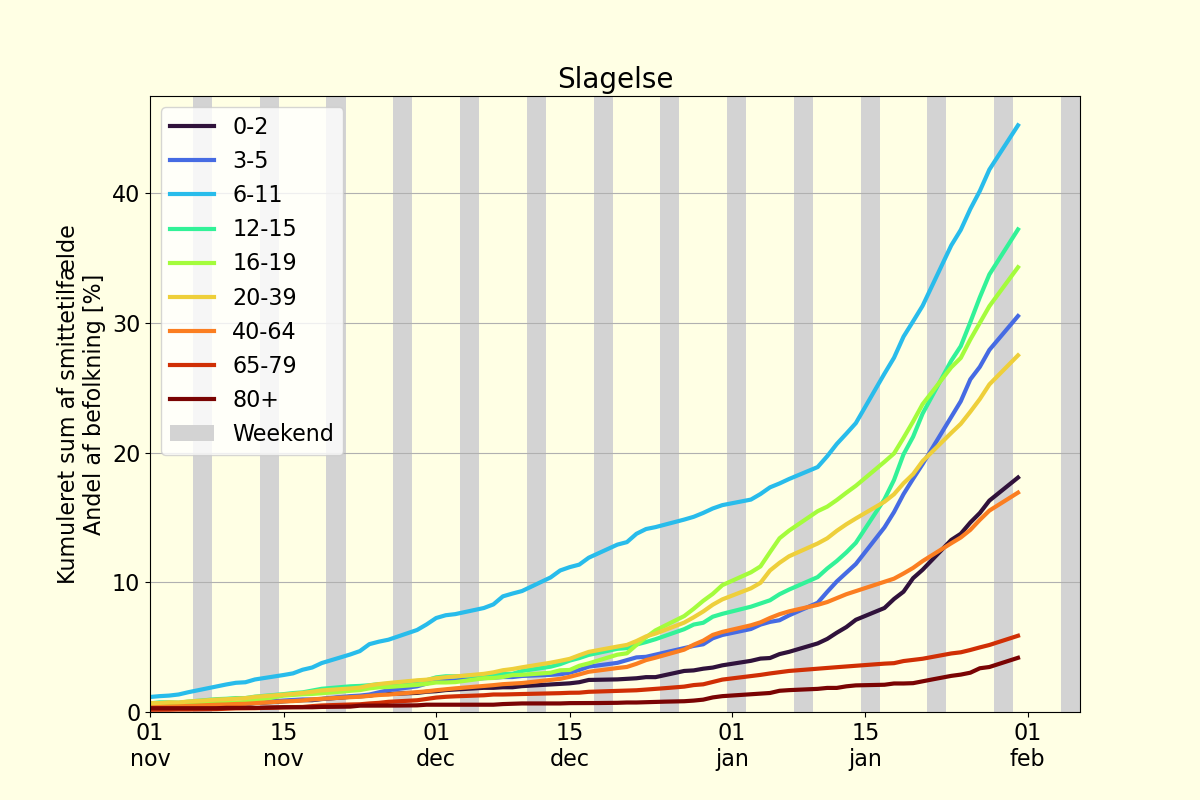 Slagelse
Kumuleret sum af smittetilfælde
Andel af befolkning [%]
40
30
20
10
0
0-2
3-5
6-11
12-15
16-19
20-39
40-64
65-79
80+
Weekend
01
nov
15
nov
01
dec
15
dec
01
jan
15
jan
01
feb